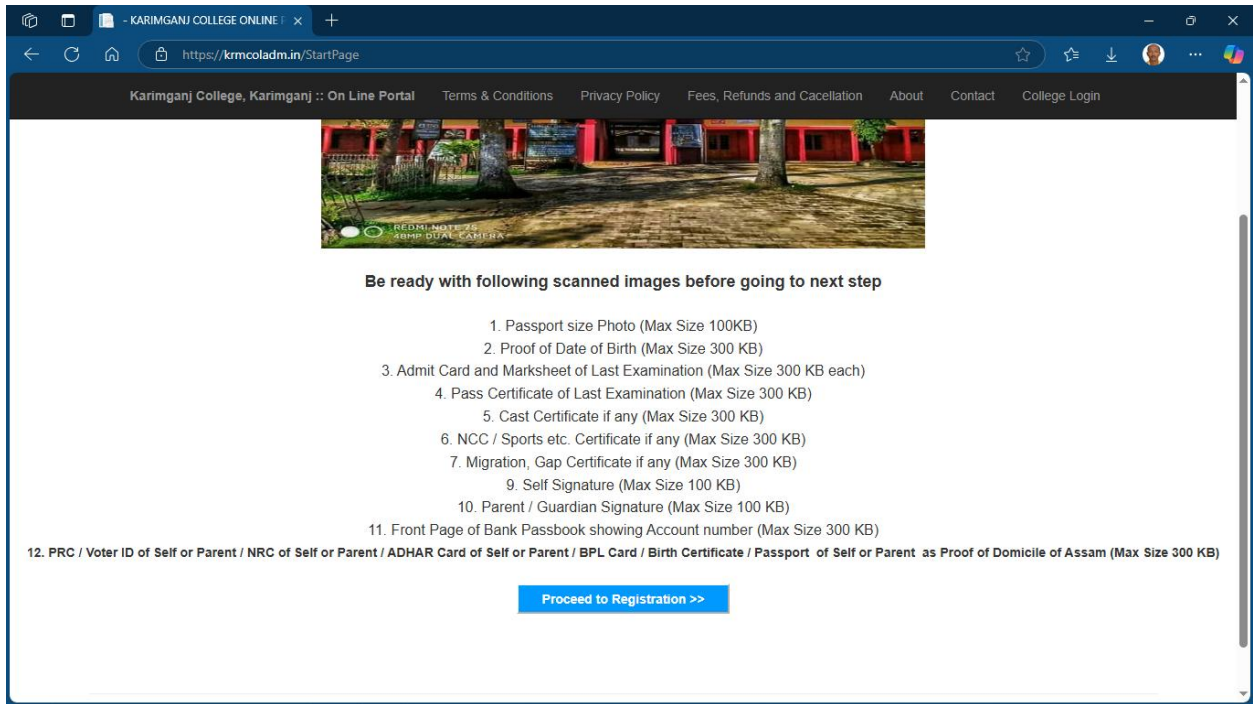 - KARIMGANJ COLLEGE ONLINE
https://krmcoladm.in/StartPage
Karimganj College, Karimganj :: On Line Portal Terms & Conditions Privacy Policy Fees, Refunds and Cacellation About Contact College Login
REDMI NOTE 7S
48MP DUAL CAMERA
Be ready with following scanned images before going to next step
1. Passport size Photo (Max Size 100KB)
2. Proof of Date of Birth (Max Size 300 KB)
3. Admit Card and Marksheet of Last Examination (Max Size 300 KB each)
4. Pass Certificate of Last Examination (Max Size 300 KB)
5. Cast Certificate if any (Max Size 300 KB)
6. NCC / Sports etc. Certificate if any (Max Size 300 KB)
7. Migration, Gap Certificate if any (Max Size 300 KB)
9. Self Signature (Max Size 100 KB)
10. Parent / Guardian Signature (Max Size 100 KB)
11. Front Page of Bank Passbook showing Account number (Max Size 300 KB)
12. PRC / Voter ID of Self or Parent / NRC of Self or Parent / ADHAR Card of Self or Parent / BPL Card / Birth Certificate / Passport of Self or Parent as Proof of Domicile of Assam (Max Size 300 KB)
Proceed to Registration >>